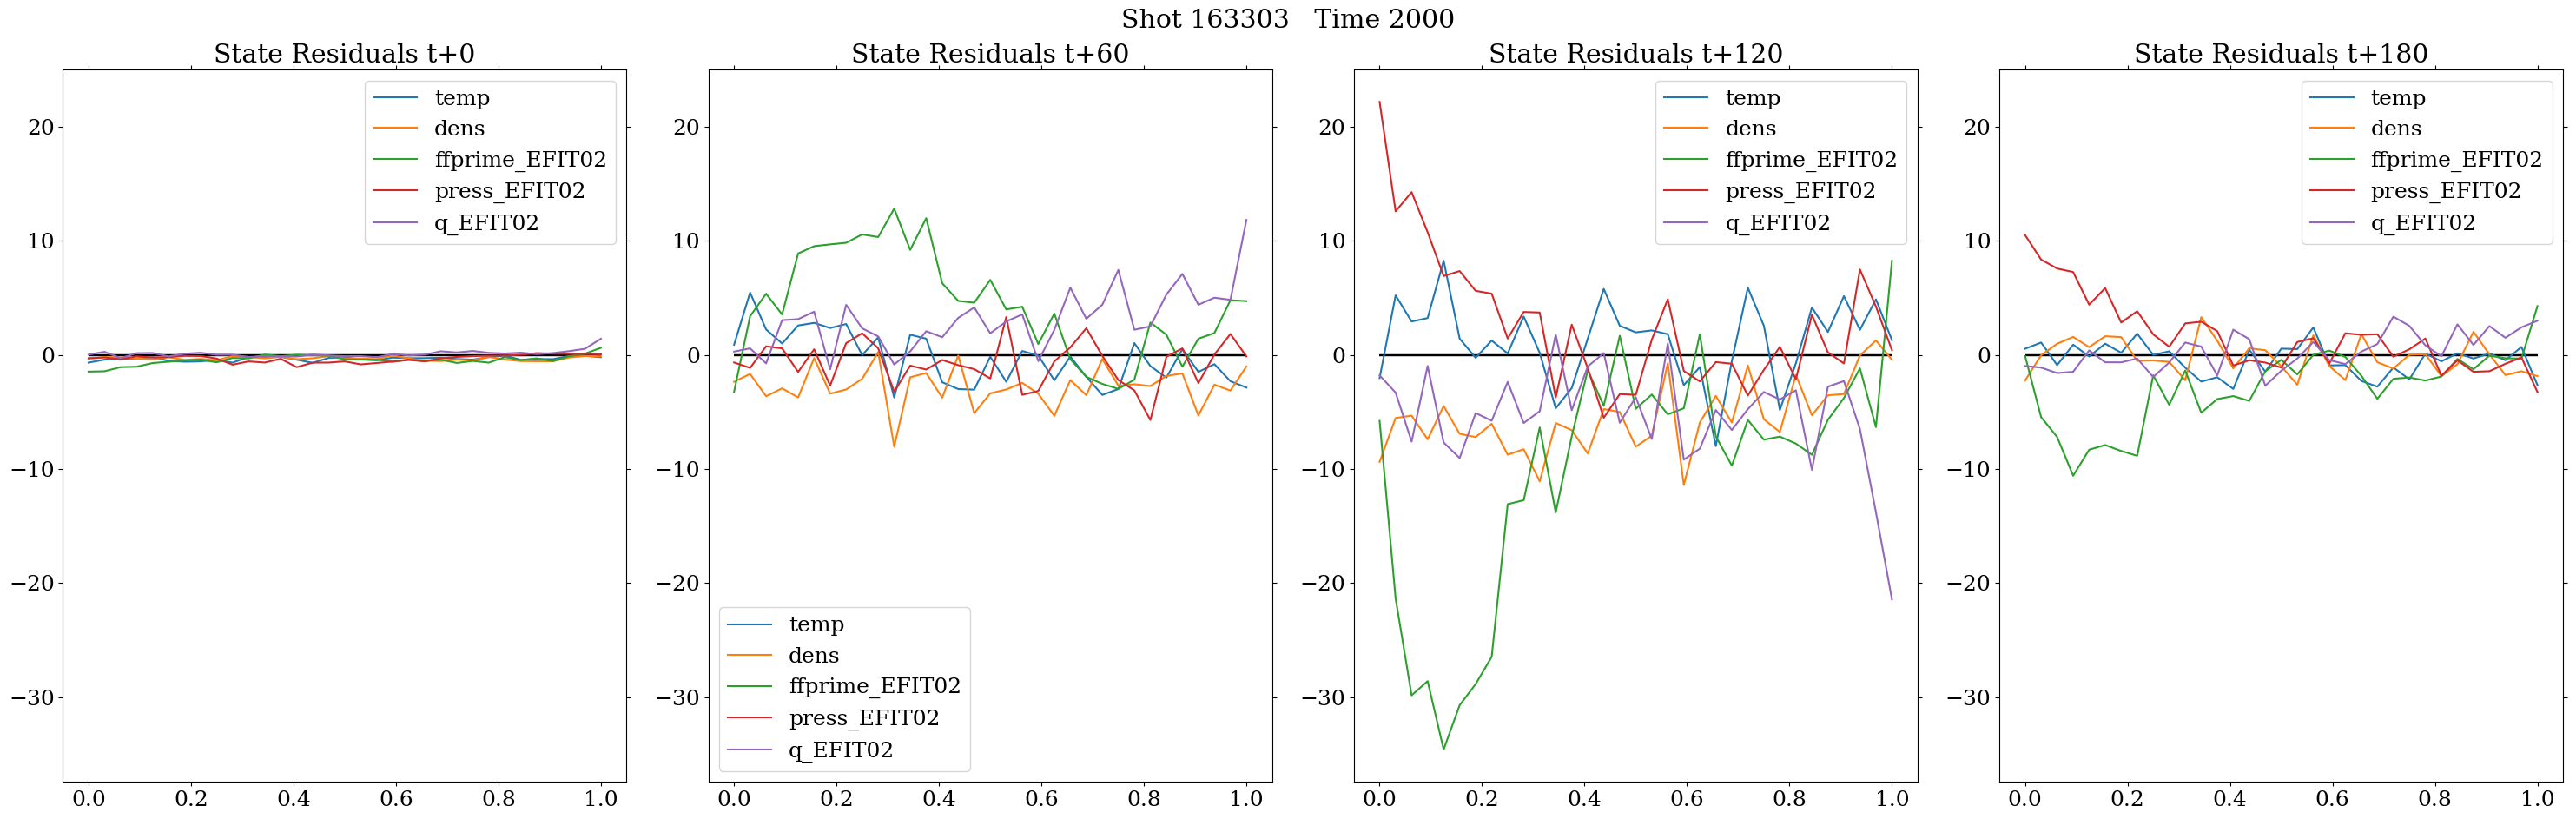 Shot 163303   Time 2000
State Residuals t+0
20
10
0
−10
−20
−30
0.0 0.2 0.4 0.6 0.8 1.0
temp
dens
ffprime_EFIT02
press_EFIT02
q_EFIT02
State Residuals t+60
20
10
0
−10
−20
−30
0.0 0.2 0.4 0.6 0.8 1.0
temp
dens
ffprime_EFIT02
press_EFIT02
q_EFIT02
State Residuals t+120
20
10
0
−10
−20
−30
0.0 0.2 0.4 0.6 0.8 1.0
temp
dens
ffprime_EFIT02
press_EFIT02
q_EFIT02
State Residuals t+180
20
10
0
−10
−20
−30
0.0 0.2 0.4 0.6 0.8 1.0
temp
dens
ffprime_EFIT02
press_EFIT02
q_EFIT02